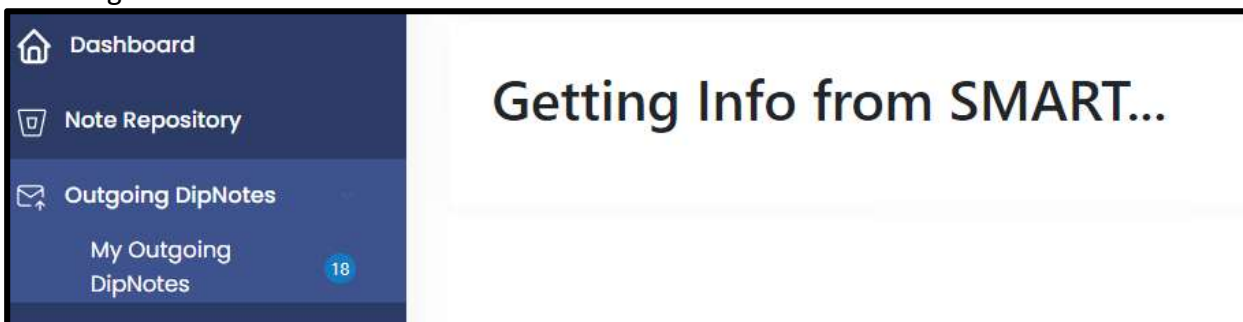 Dashboard
Note Repository
Outgoing DipNotes
My Outgoing
DipNotes
18
Getting Info from SMART...